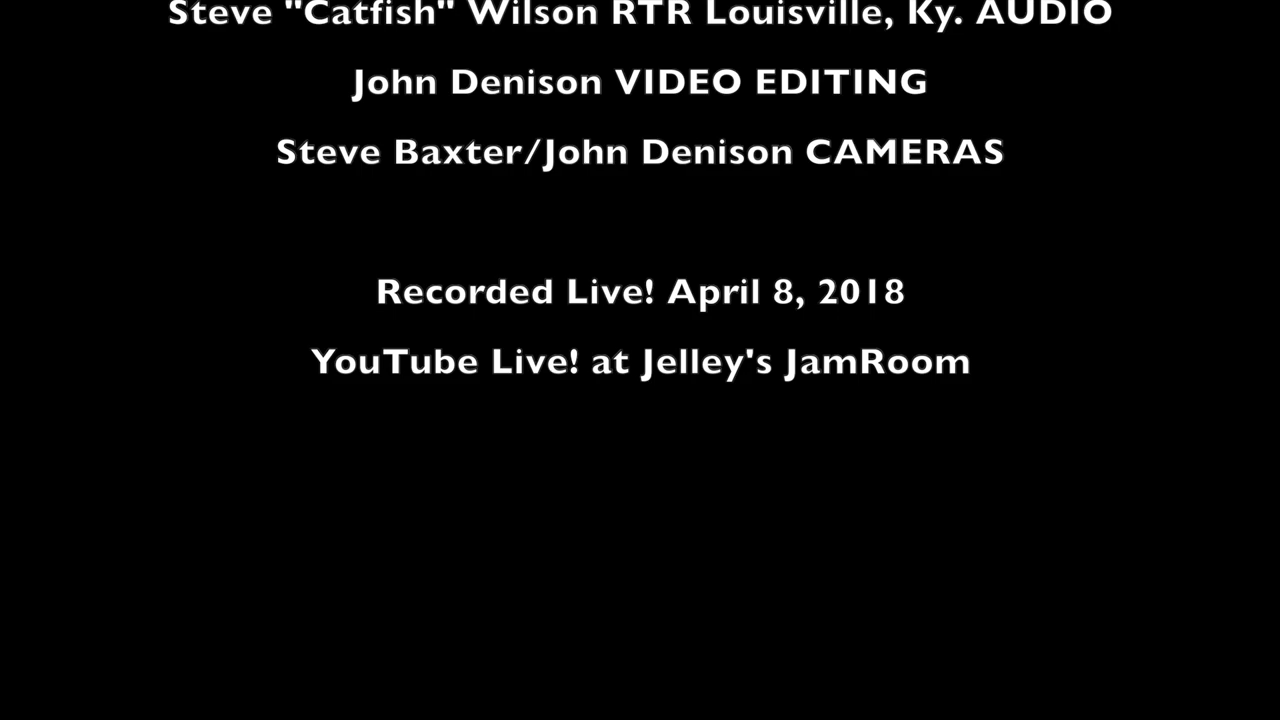 Steve "Catfish" Wilson RTR Louisville, Ky. AUDIO
John Denison VIDEO EDITING
Steve Baxter/John Denison CAMERAS
Recorded Live! April 8, 2018
YouTube Live! at Jelley's JamRoom